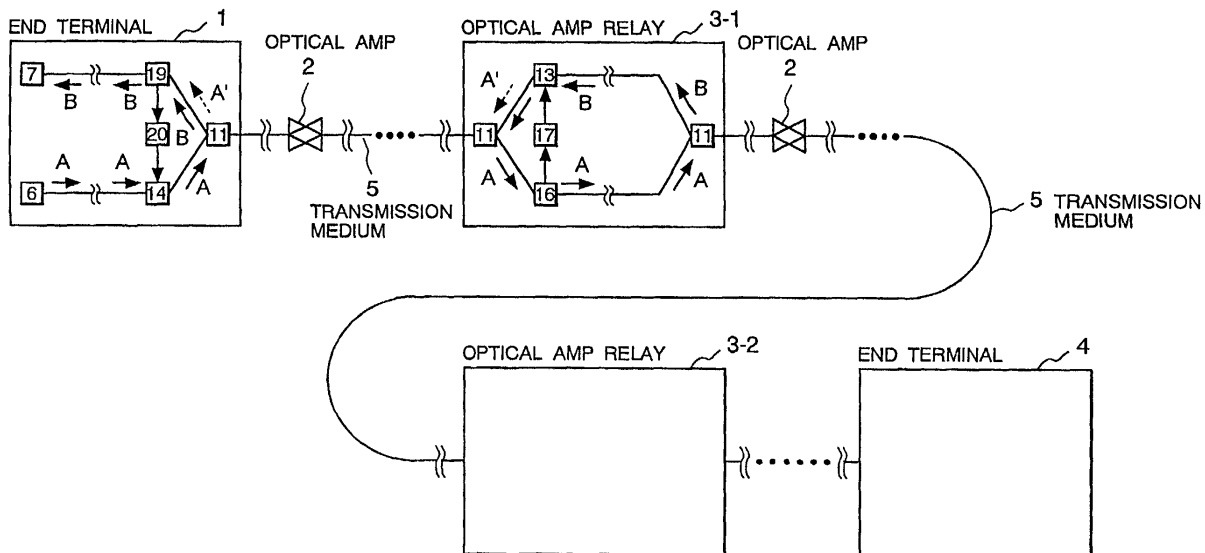 END TERMINAL
1
OPTICAL AMP
2
OPTICAL AMP RELAY
3-1
OPTICAL AMP
2
7
19
B
B
A'
20
B
11
A
A
A
6
14
5
TRANSMISSION
MEDIUM
A'
13
B
B
11
17
11
A
A
A
16
5 TRANSMISSION
MEDIUM
OPTICAL AMP RELAY
3-2
END TERMINAL
4